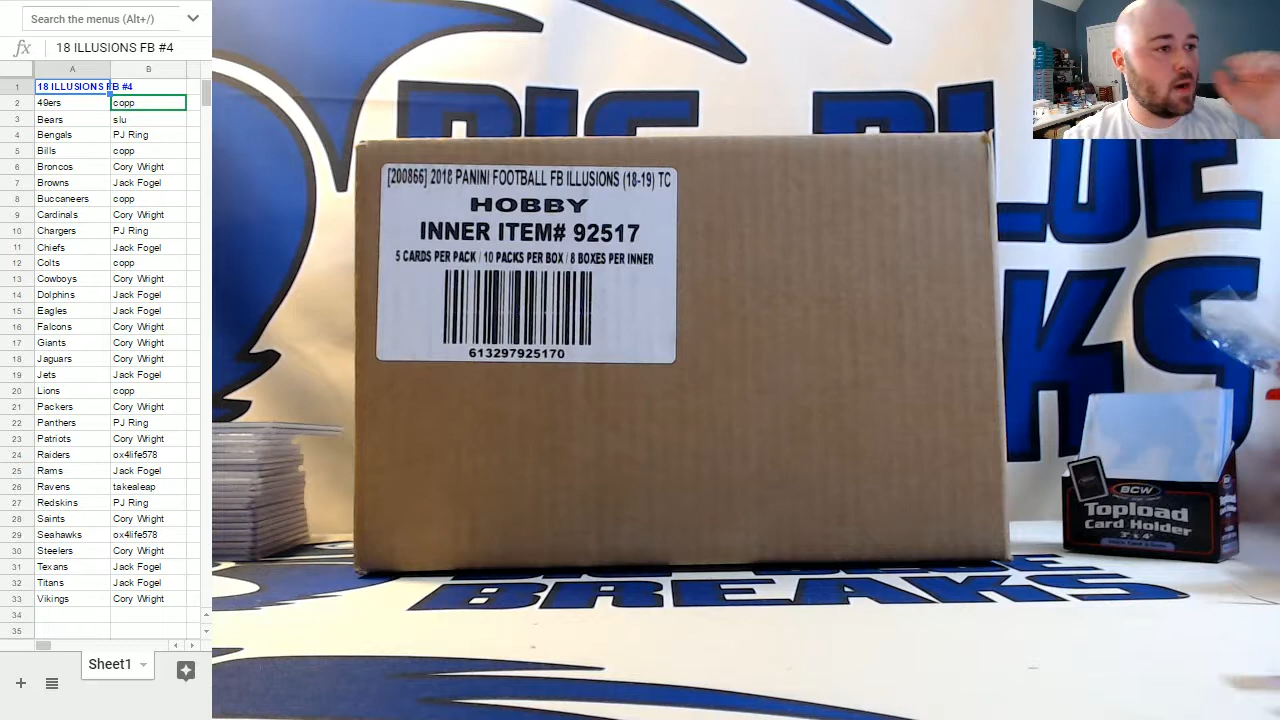 Search the menus (Alt+/)
fx 18 ILLUSIONS FB #4
A B
1 18 ILLUSIONS FB #4
2 49ers copp
3 Bears slu
4 Bengals PJ Ring
5 Bills copp
6 Broncos Cory Wright
7 Browns Jack Fogel
8 Buccaneers copp
9 Cardinals Cory Wright
10 Chargers PJ Ring
11 Chiefs Jack Fogel
12 Colts copp
13 Cowboys Cory Wright
14 Dolphins Jack Fogel
15 Eagles Jack Fogel
16 Falcons Cory Wright
17 Giants Cory Wright
18 Jaguars Cory Wright
19 Jets Jack Fogel
20 Lions copp
21 Packers Cory Wright
22 Panthers PJ Ring
23 Patriots Cory Wright
24 Raiders ox4life578
25 Rams Jack Fogel
26 Ravens takealeap
27 Redskins PJ Ring
28 Saints Cory Wright
29 Seahawks ox4life578
30 Steelers Cory Wright
31 Texans Jack Fogel
32 Titans Jack Fogel
33 Vikings Cory Wright
34
35
Sheet1
[200866] 2018 PANINI FOOTBALL FB ILLUSIONS (18-19) TC
HOBBY
INNER ITEM# 92517
5 CARDS PER PACK / 10 PACKS PER BOX / 8 BOXES PER INNER
613297925170
BIG BLUE
BREAKS
BCW
Topload
Card Holder
3" x 4"
BIG BLUE
BREAKS